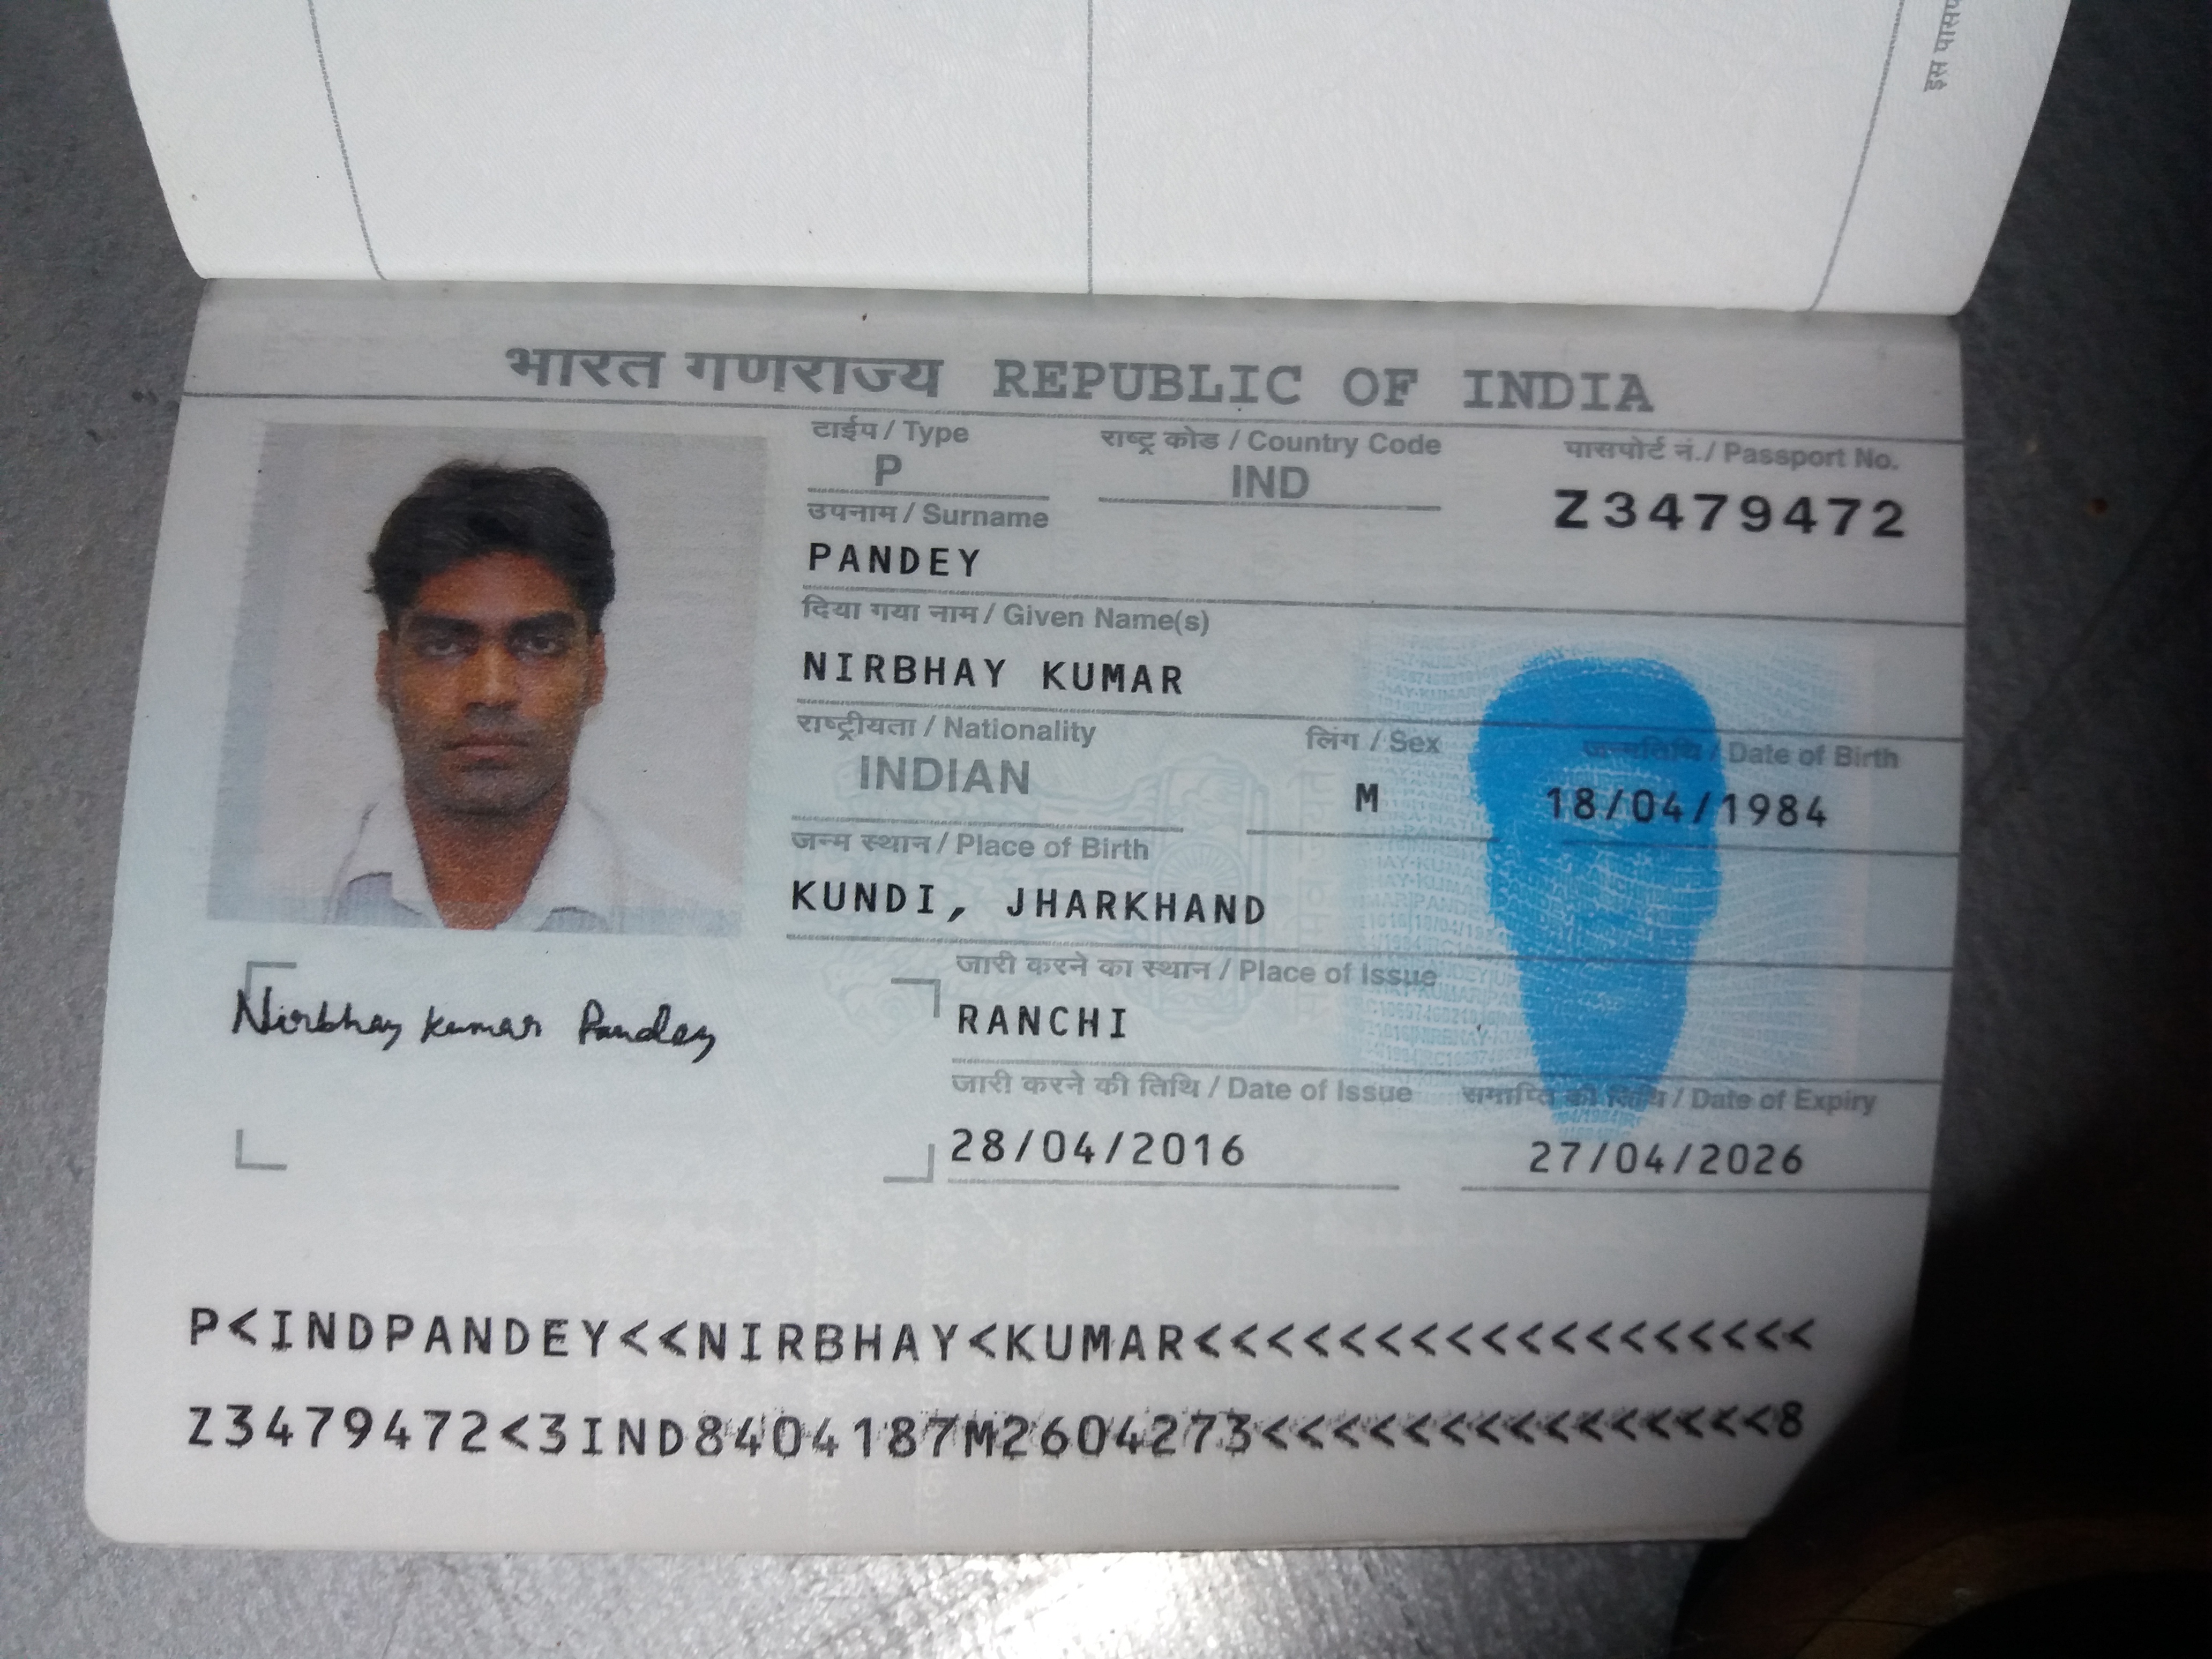 इस पासप
भारत गणराज्य REPUBLIC OF INDIA
टाईप / Type राष्ट्र कोड / Country Code पासपोर्ट नं. / Passport No.
P IND Z3479472
उपनाम / Surname
PANDEY
दिया गया नाम / Given Name(s)
NIRBHAY KUMAR
राष्ट्रीयता / Nationality लिंग / Sex जन्मतिथि / Date of Birth
INDIAN M 18/04/1984
जन्म स्थान / Place of Birth
KUNDI, JHARKHAND
जारी करने का स्थान / Place of Issue
Nirbhay Kumar Pandey RANCHI
जारी करने की तिथि / Date of Issue समाप्ति की तिथि / Date of Expiry
28/04/2016 27/04/2026
P<INDPANDEY<<NIRBHAY<KUMAR<<<<<<<<<<<<<<<<<<
Z3479472<3IND8404187M2604273<<<<<<<<<<<<<<<8